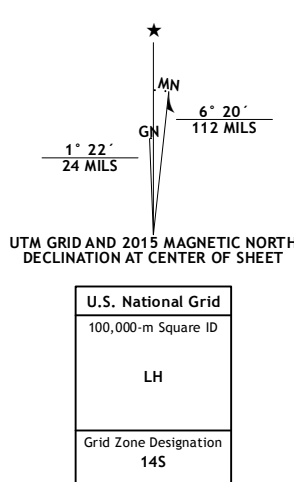 ★
MN
GN
6° 20´
112 MILS
1° 22´
24 MILS
UTM GRID AND 2015 MAGNETIC NORTH
DECLINATION AT CENTER OF SHEET
U.S. National Grid
100,000-m Square ID
LH
Grid Zone Designation
14S